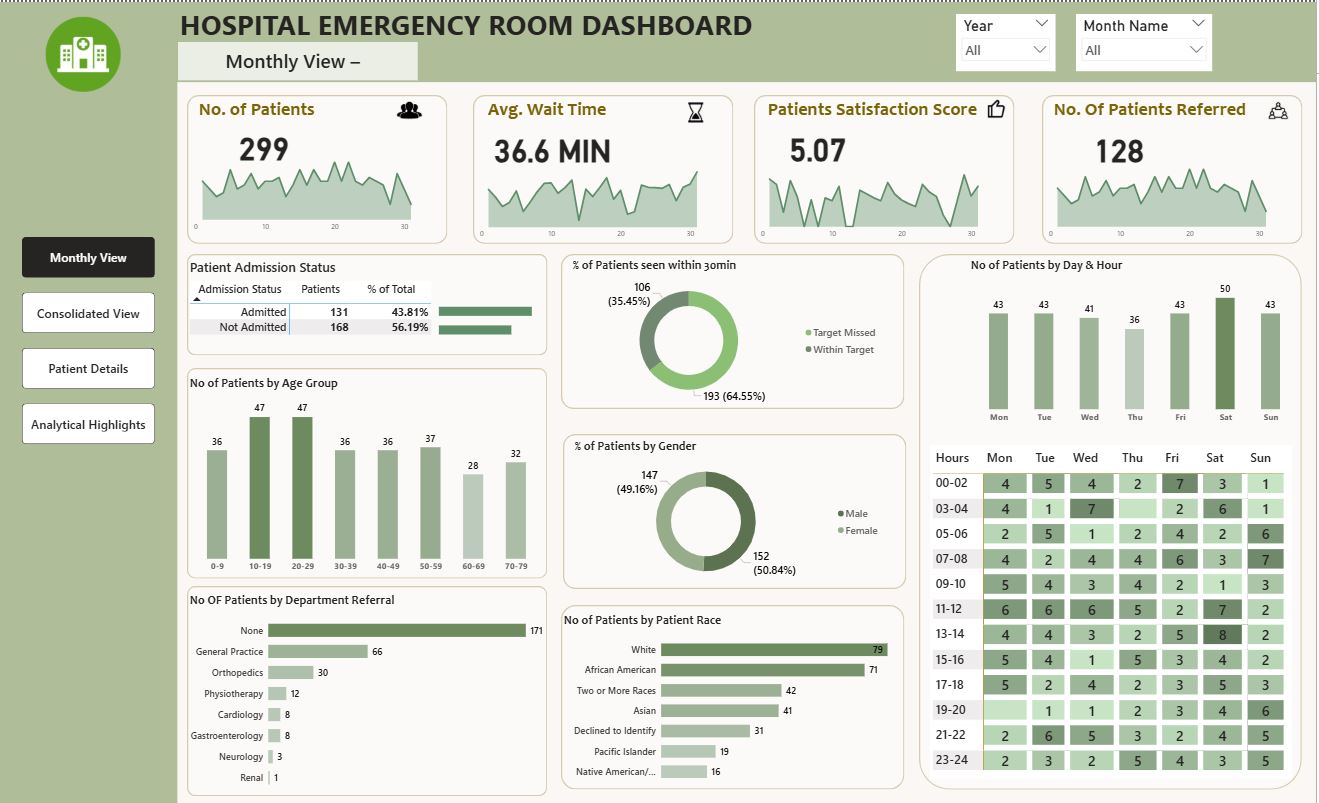 HOSPITAL EMERGENCY ROOM DASHBOARD
Monthly View –
Year
All
Month Name
All
Monthly View
Consolidated View
Patient Details
Analytical Highlights
No. of Patients
299
0 10 20 30
Avg. Wait Time
36.6 MIN
0 10 20 30
Patients Satisfaction Score
5.07
0 10 20 30
No. Of Patients Referred
128
0 10 20 30
Patient Admission Status
Admission Status Patients % of Total
Admitted 131 43.81%
Not Admitted 168 56.19%
No of Patients by Age Group
36 47 47 36 36 37 28 32
0-9 10-19 20-29 30-39 40-49 50-59 60-69 70-79
No OF Patients by Department Referral
None 171
General Practice 66
Orthopedics 30
Physiotherapy 12
Cardiology 8
Gastroenterology 8
Neurology 3
Renal 1
% of Patients seen within 30min
106
(35.45%)
Target Missed
Within Target
193 (64.55%)
% of Patients by Gender
147
(49.16%)
Male
Female
152
(50.84%)
No of Patients by Patient Race
White 79
African American 71
Two or More Races 42
Asian 41
Declined to Identify 31
Pacific Islander 19
Native American/... 16
No of Patients by Day & Hour
43 43 41 36 43 50 43
Mon Tue Wed Thu Fri Sat Sun
Hours Mon Tue Wed Thu Fri Sat Sun
00-02 4 5 4 2 7 3 1
03-04 4 1 7 2 6 1
05-06 2 5 1 2 4 2 6
07-08 4 2 4 4 6 3 7
09-10 5 4 3 4 2 1 3
11-12 6 6 6 5 2 7 2
13-14 4 4 3 2 5 8 2
15-16 5 4 1 5 3 4 2
17-18 5 2 4 2 3 5 3
19-20 1 1 2 3 4 6
21-22 2 6 5 3 2 4 5
23-24 2 3 2 5 4 3 5